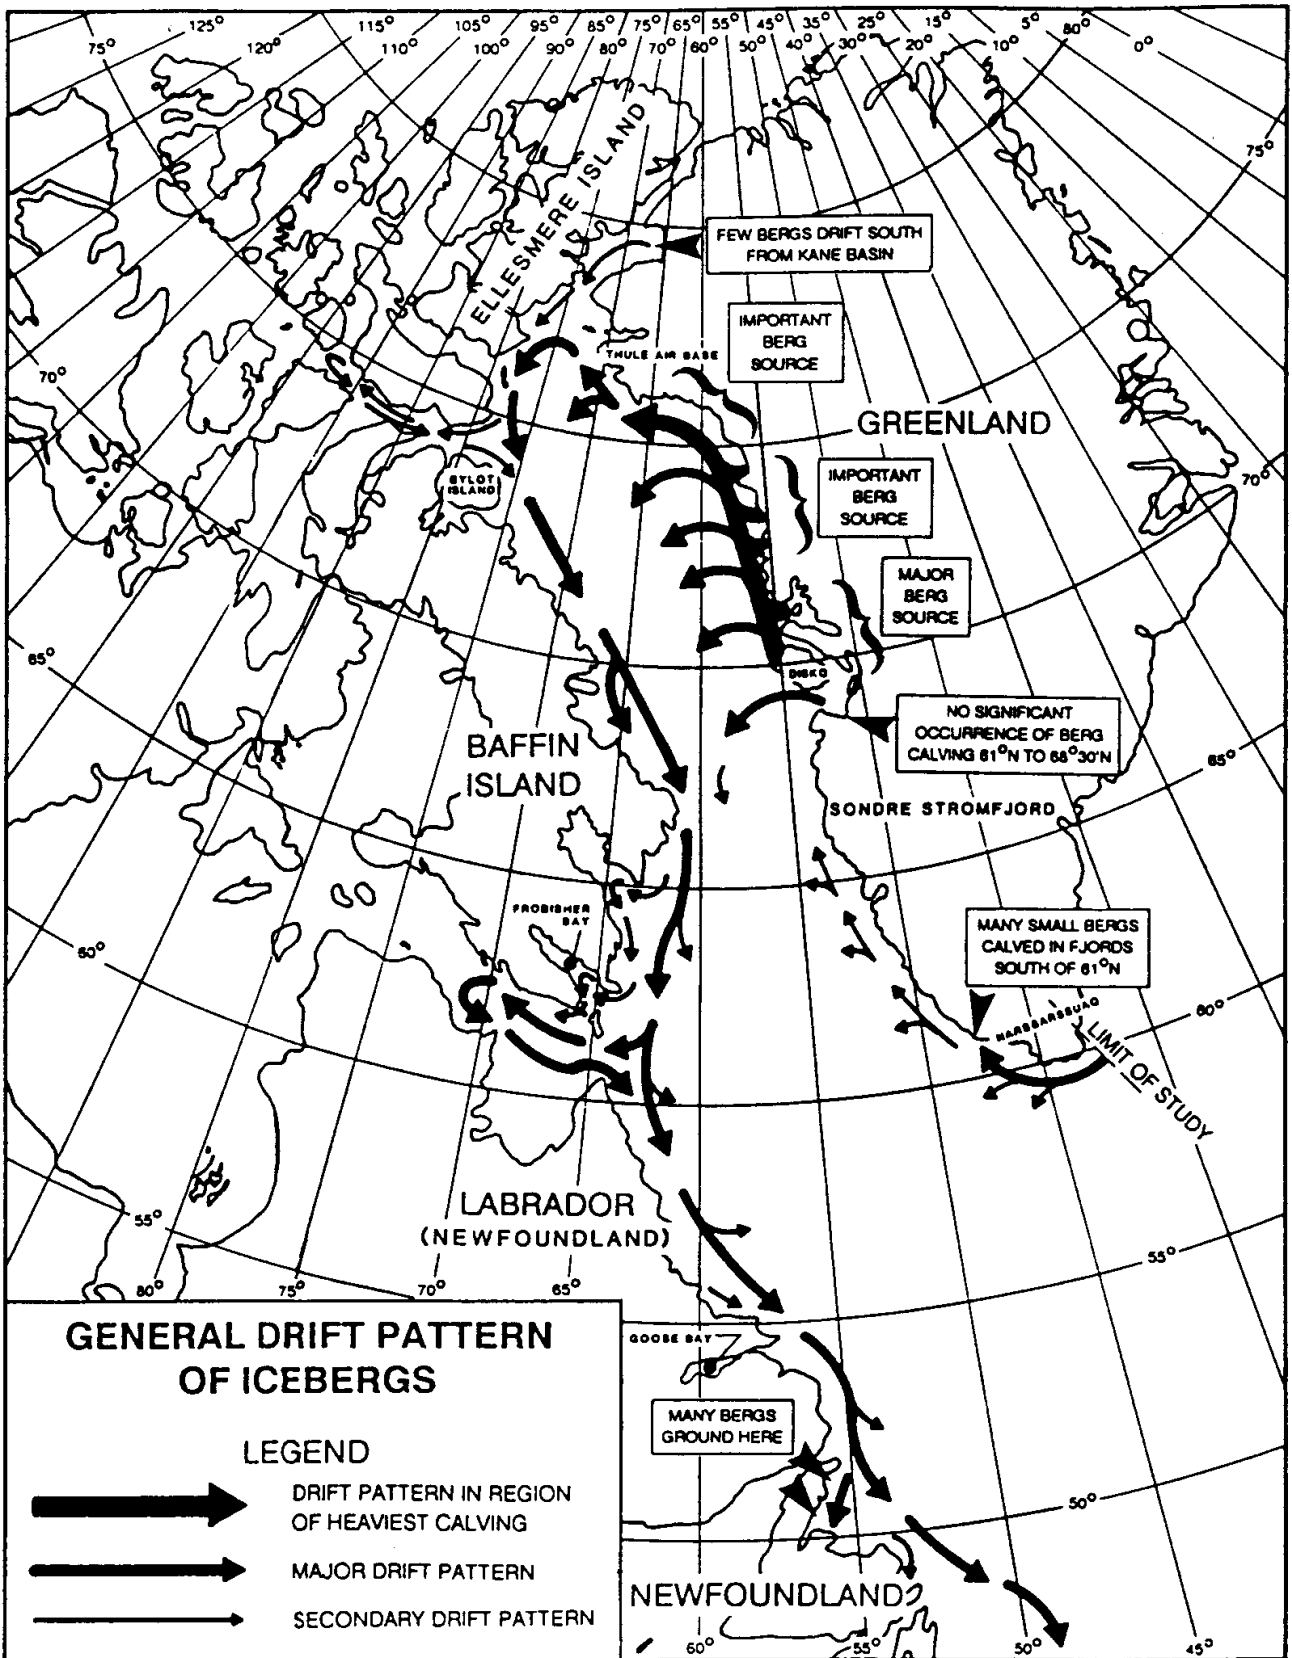 125° 115° 105° 95° 85° 75° 65° 55° 45° 35° 25° 15° 5° 80°
75° 120° 110° 100° 90° 80° 70° 60° 50° 40° 30° 20° 10° 0°
75°
ELLESMERE ISLAND
FEW BERGS DRIFT SOUTH
FROM KANE BASIN
IMPORTANT
BERG
SOURCE
THULE AIR BASE
70°
GREENLAND
BYLOT
ISLAND
IMPORTANT
BERG
SOURCE
70°
MAJOR
BERG
SOURCE
65°
DISKO
NO SIGNIFICANT
OCCURRENCE OF BERG
CALVING 61°N TO 68°30'N
BAFFIN
ISLAND
65°
SONDRE STROMFJORD
FROBISHER
BAY
MANY SMALL BERGS
CALVED IN FJORDS
SOUTH OF 61°N
60°
NARSSARSSUAQ
60°
LIMIT OF STUDY
LABRADOR
(NEWFOUNDLAND)
55°
55°
80° 75° 70° 65°
GENERAL DRIFT PATTERN
OF ICEBERGS
GOOSE BAY
MANY BERGS
GROUND HERE
LEGEND
DRIFT PATTERN IN REGION
OF HEAVIEST CALVING
50°
MAJOR DRIFT PATTERN
NEWFOUNDLAND
SECONDARY DRIFT PATTERN
60° 55° 50° 45°